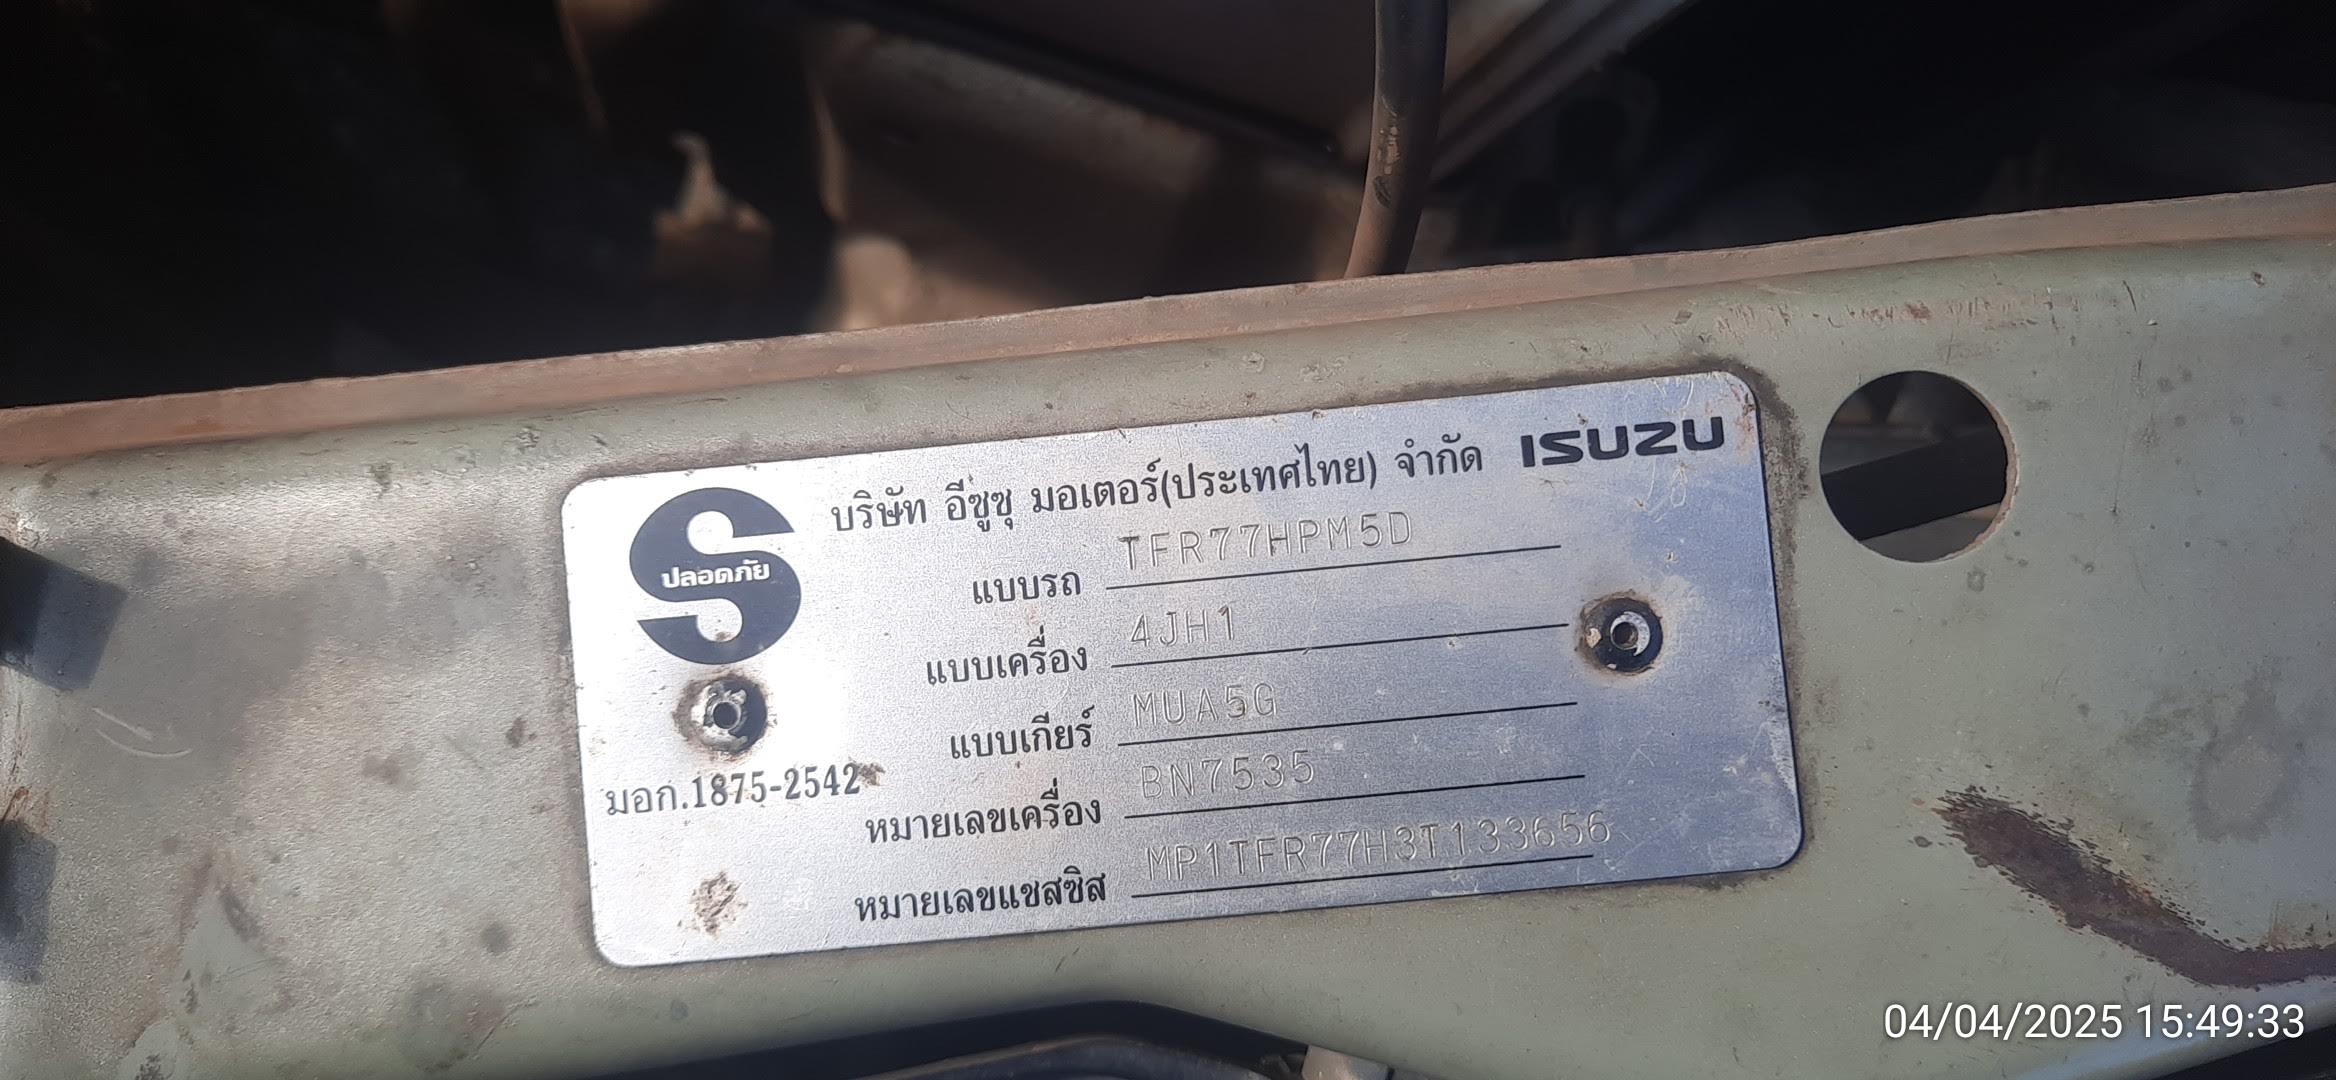 บริษัท อีซูซุ มอเตอร์(ประเทศไทย) จำกัด ISUZU
ปลอดภัย
แบบรถ TFR77HPM5D
แบบเครื่อง 4JH1
แบบเกียร์ MUA5G
มอก.1875-2542
หมายเลขเครื่อง BN7535
หมายเลขแชสซิส MP1TFR77H3T133656
04/04/2025 15:49:33